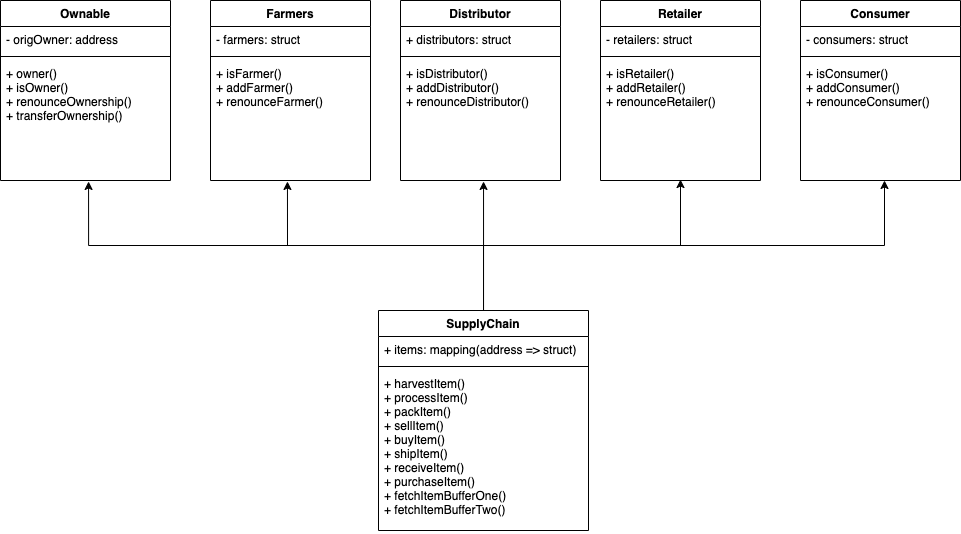 Ownable
- origOwner: address
+ owner()
+ isOwner()
+ renounceOwnership()
+ transferOwnership()
Farmers
- farmers: struct
+ isFarmer()
+ addFarmer()
+ renounceFarmer()
Distributor
+ distributors: struct
+ isDistributor()
+ addDistributor()
+ renounceDistributor()
Retailer
- retailers: struct
+ isRetailer()
+ addRetailer()
+ renounceRetailer()
Consumer
- consumers: struct
+ isConsumer()
+ addConsumer()
+ renounceConsumer()
SupplyChain
+ items: mapping(address => struct)
+ harvestItem()
+ processItem()
+ packItem()
+ sellItem()
+ buyItem()
+ shipItem()
+ receiveItem()
+ purchaseItem()
+ fetchItemBufferOne()
+ fetchItemBufferTwo()